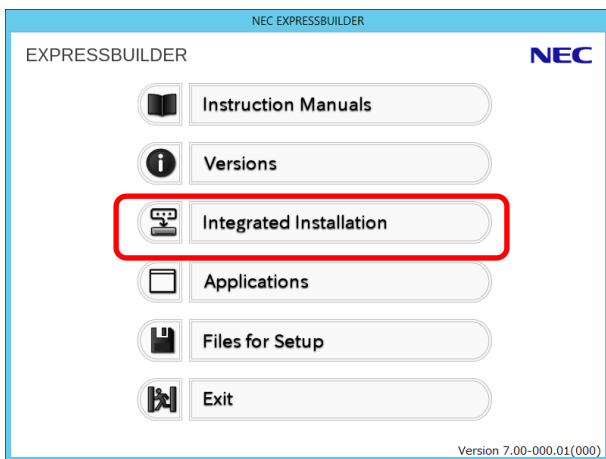 NEC EXPRESSBUILDER
EXPRESSBUILDER
NEC
Instruction Manuals
Versions
Integrated Installation
Applications
Files for Setup
Exit
Version 7.00-000.01(000)